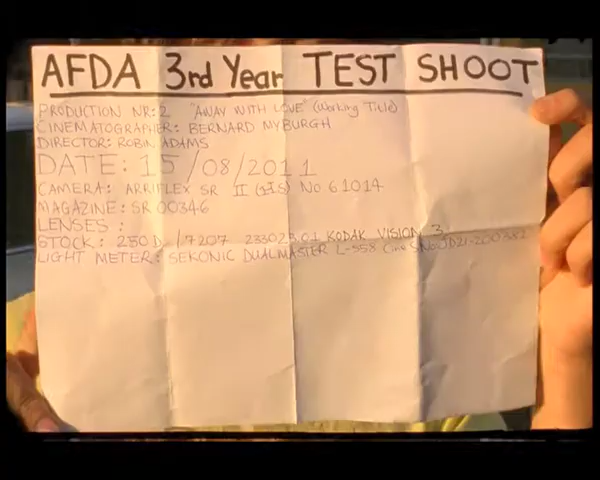 AFDA 3rd Year TEST SHOOT
PRODUCTION NR: 2 "AWAY WITH LOVE" (Working Title)
CINEMATOGRAPHER: BERNARD MYBURGH
DIRECTOR: ROBIN ADAMS
DATE: 15/08/2011
CAMERA: ARRIFLEX SR II No 61014
MAGAZINE: SR 00346
LENSES:
STOCK: 250D / 7207 KODAK VISION 3
LIGHT METER: SEKONIC DUALMASTER L-558 Cine